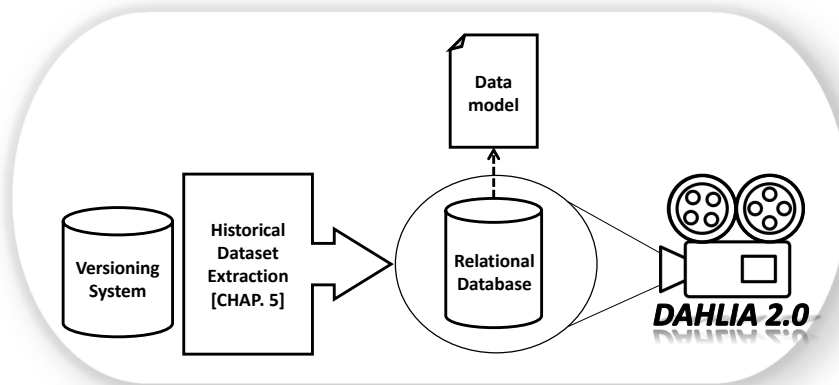 Data
model
Versioning
System
Historical
Dataset
Extraction
[CHAP. 5]
Relational
Database
DAHLIA 2.0